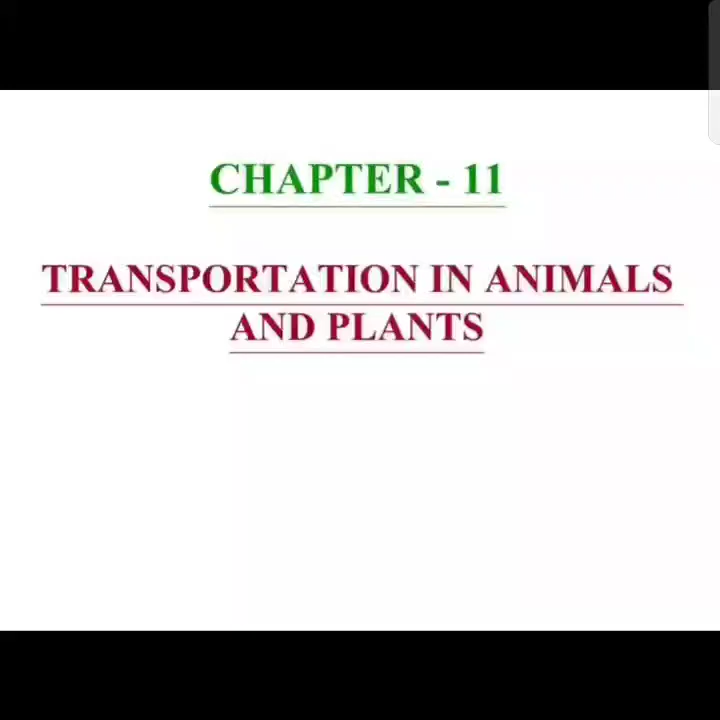 CHAPTER - 11
TRANSPORTATION IN ANIMALS
AND PLANTS